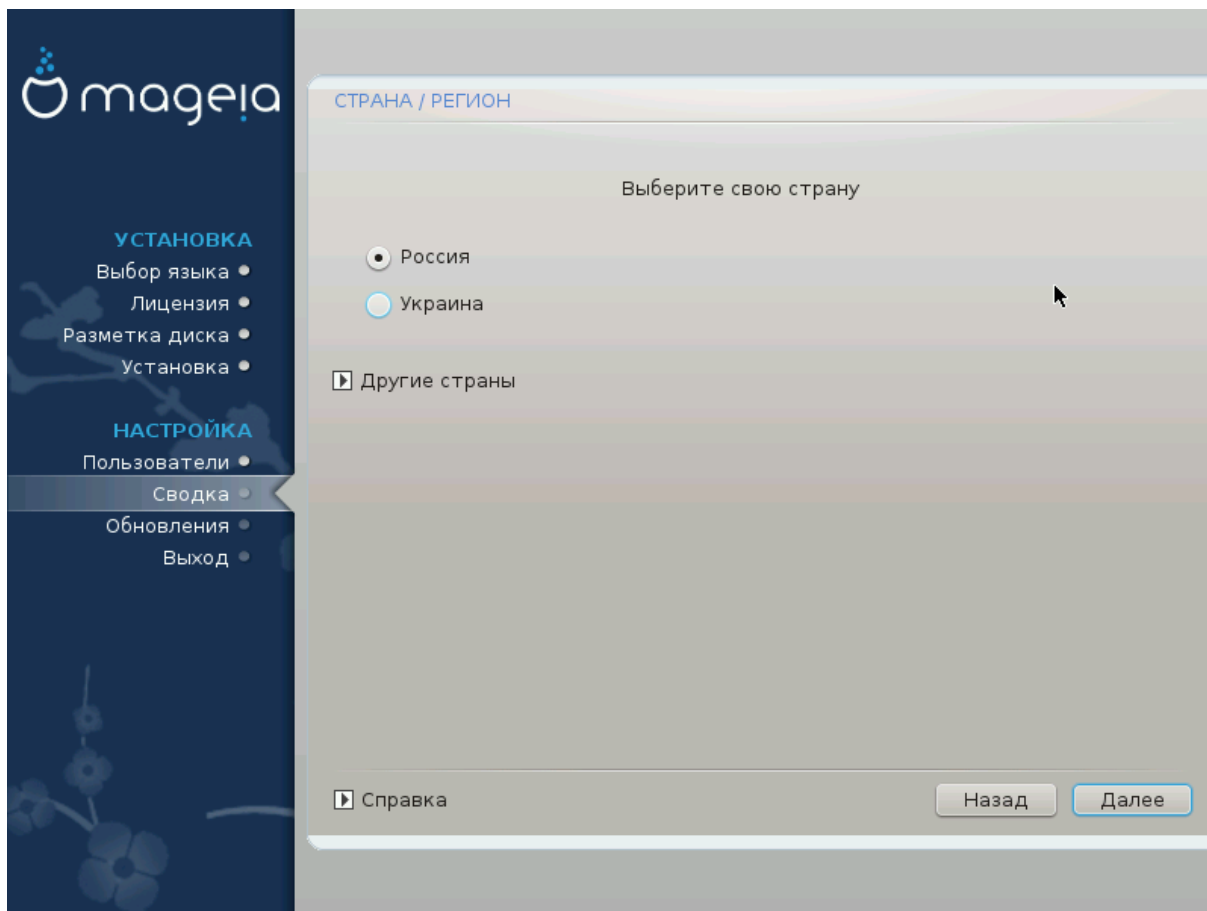 mageia
УСТАНОВКА
Выбор языка
Лицензия
Разметка диска
Установка
НАСТРОЙКА
Пользователи
Сводка
Обновления
Выход
СТРАНА / РЕГИОН
Выберите свою страну
Россия
Украина
Другие страны
Справка
Назад
Далее